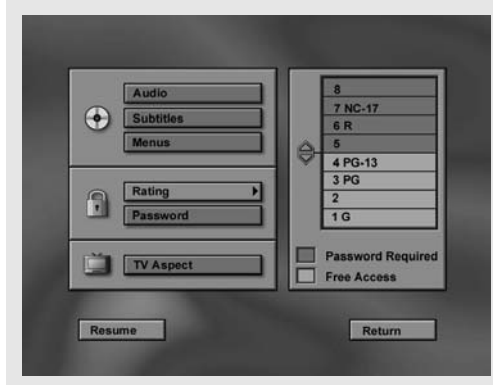 Audio
Subtitles
Menus
Rating
Password
TV Aspect
8
7 NC-17
6 R
5
4 PG-13
3 PG
2
1 G
Password Required
Free Access
Resume
Return